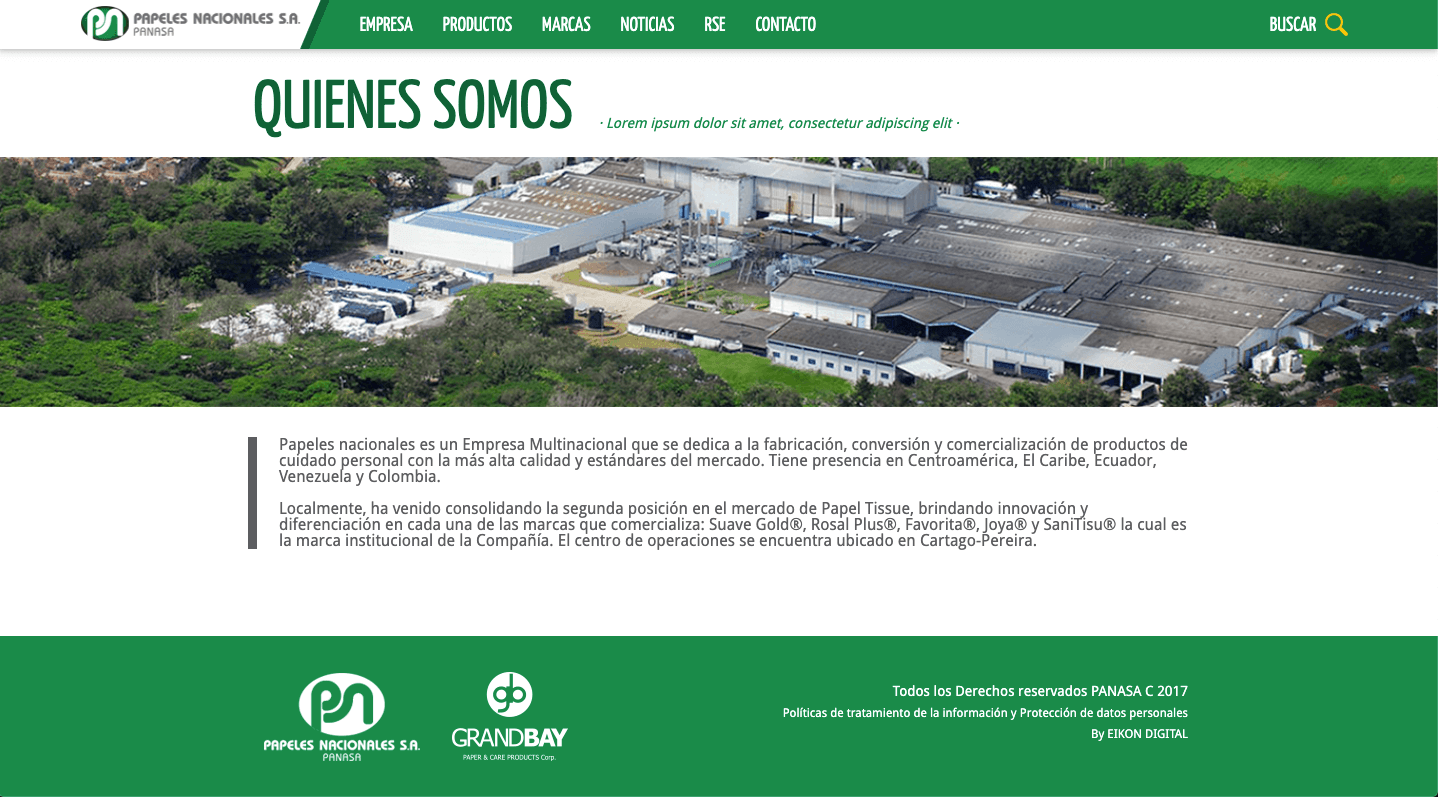 PAPELES NACIONALES S.A.
PANASA
EMPRESA PRODUCTOS MARCAS NOTICIAS RSE CONTACTO BUSCAR
QUIENES SOMOS
· Lorem ipsum dolor sit amet, consectetur adipiscing elit ·
Papeles nacionales es un Empresa Multinacional que se dedica a la fabricación, conversión y comercialización de productos de
cuidado personal con la más alta calidad y estándares del mercado. Tiene presencia en Centroamérica, El Caribe, Ecuador,
Venezuela y Colombia.
Localmente, ha venido consolidando la segunda posición en el mercado de Papel Tissue, brindando innovación y
diferenciación en cada una de las marcas que comercializa: Suave Gold®, Rosal Plus®, Favorita®, Joya® y SaniTisu® la cual es
la marca institucional de la Compañía. El centro de operaciones se encuentra ubicado en Cartago-Pereira.
PAPELES NACIONALES S.A.
PANASA
gb
GRANDBAY
PAPER & CARE PRODUCTS Corp.
Todos los Derechos reservados PANASA C 2017
Políticas de tratamiento de la información y Protección de datos personales
By EIKON DIGITAL